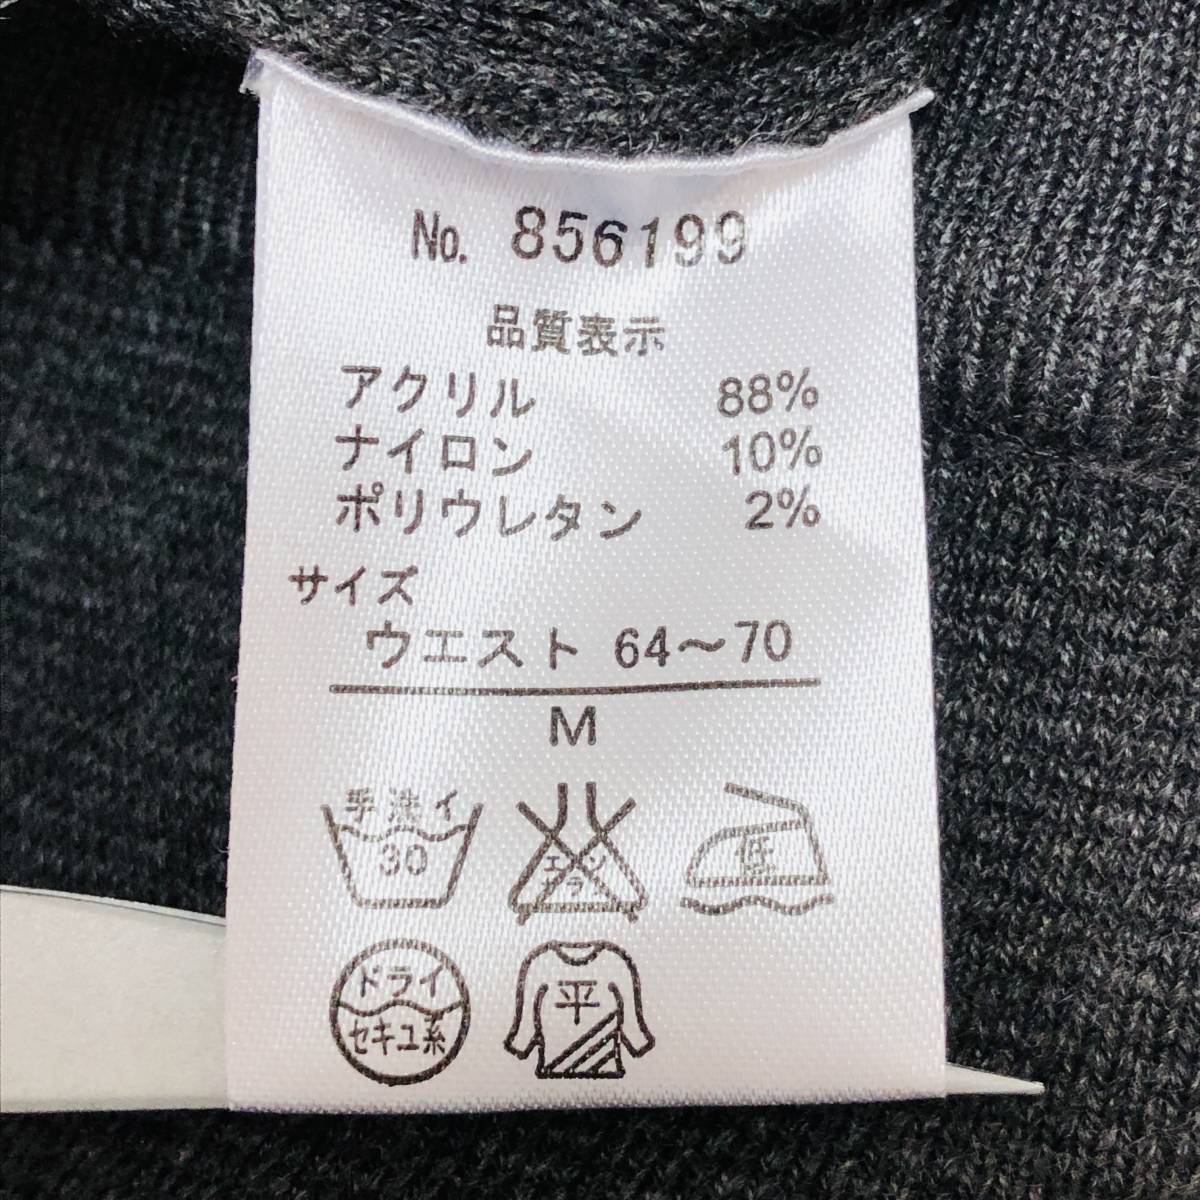 No. 856199
品質表示
アクリル 88%
ナイロン 10%
ポリウレタン 2%
サイズ
ウエスト 64〜70
M
手洗イ
30
エンソ
サラシ
低
ドライ
セキユ系
平